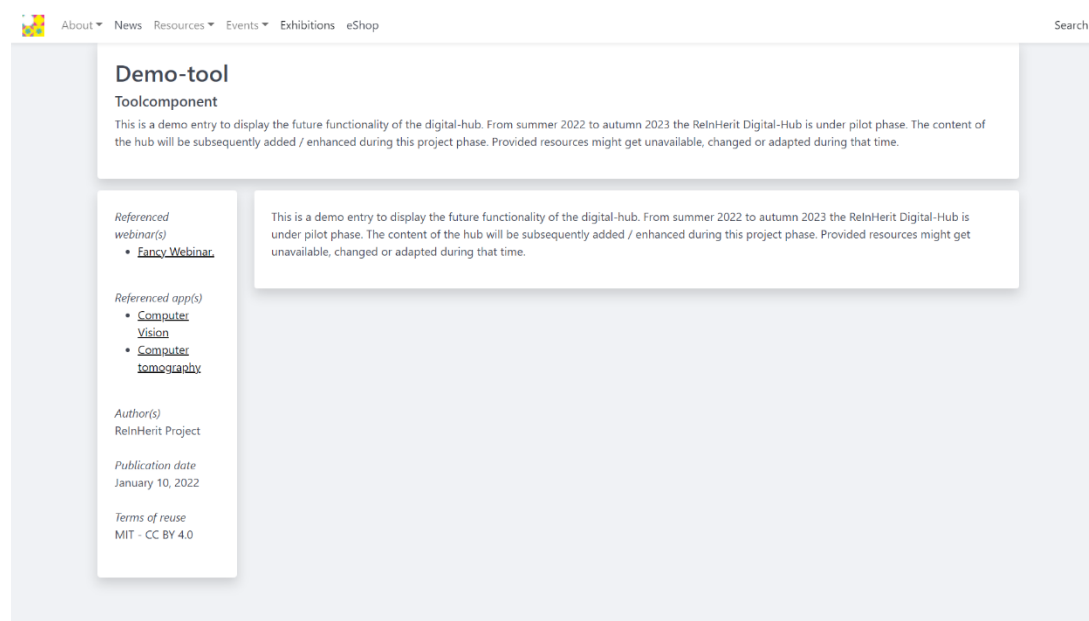 About News Resources Events Exhibitions eShop Search
Demo-tool
Toolcomponent
This is a demo entry to display the future functionality of the digital-hub. From summer 2022 to autumn 2023 the ReInHerit Digital-Hub is under pilot phase. The content of
the hub will be subsequently added / enhanced during this project phase. Provided resources might get unavailable, changed or adapted during that time.
Referenced
webinar(s)
• Fancy Webinar.
Referenced app(s)
• Computer
Vision
• Computer
tomography
Author(s)
ReInHerit Project
Publication date
January 10, 2022
Terms of reuse
MIT - CC BY 4.0
This is a demo entry to display the future functionality of the digital-hub. From summer 2022 to autumn 2023 the ReInHerit Digital-Hub is
under pilot phase. The content of the hub will be subsequently added / enhanced during this project phase. Provided resources might get
unavailable, changed or adapted during that time.